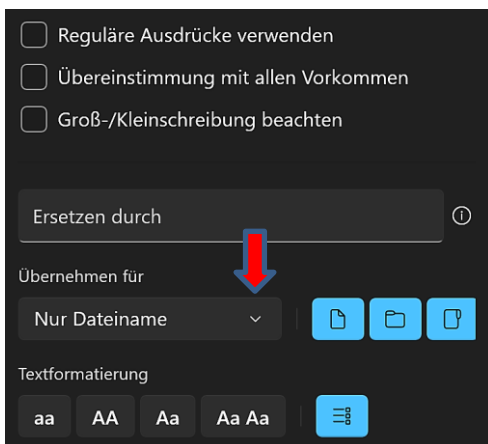 Reguläre Ausdrücke verwenden
Übereinstimmung mit allen Vorkommen
Groß-/Kleinschreibung beachten
Ersetzen durch
Übernehmen für
Nur Dateiname
Textformatierung
aa AA Aa Aa Aa